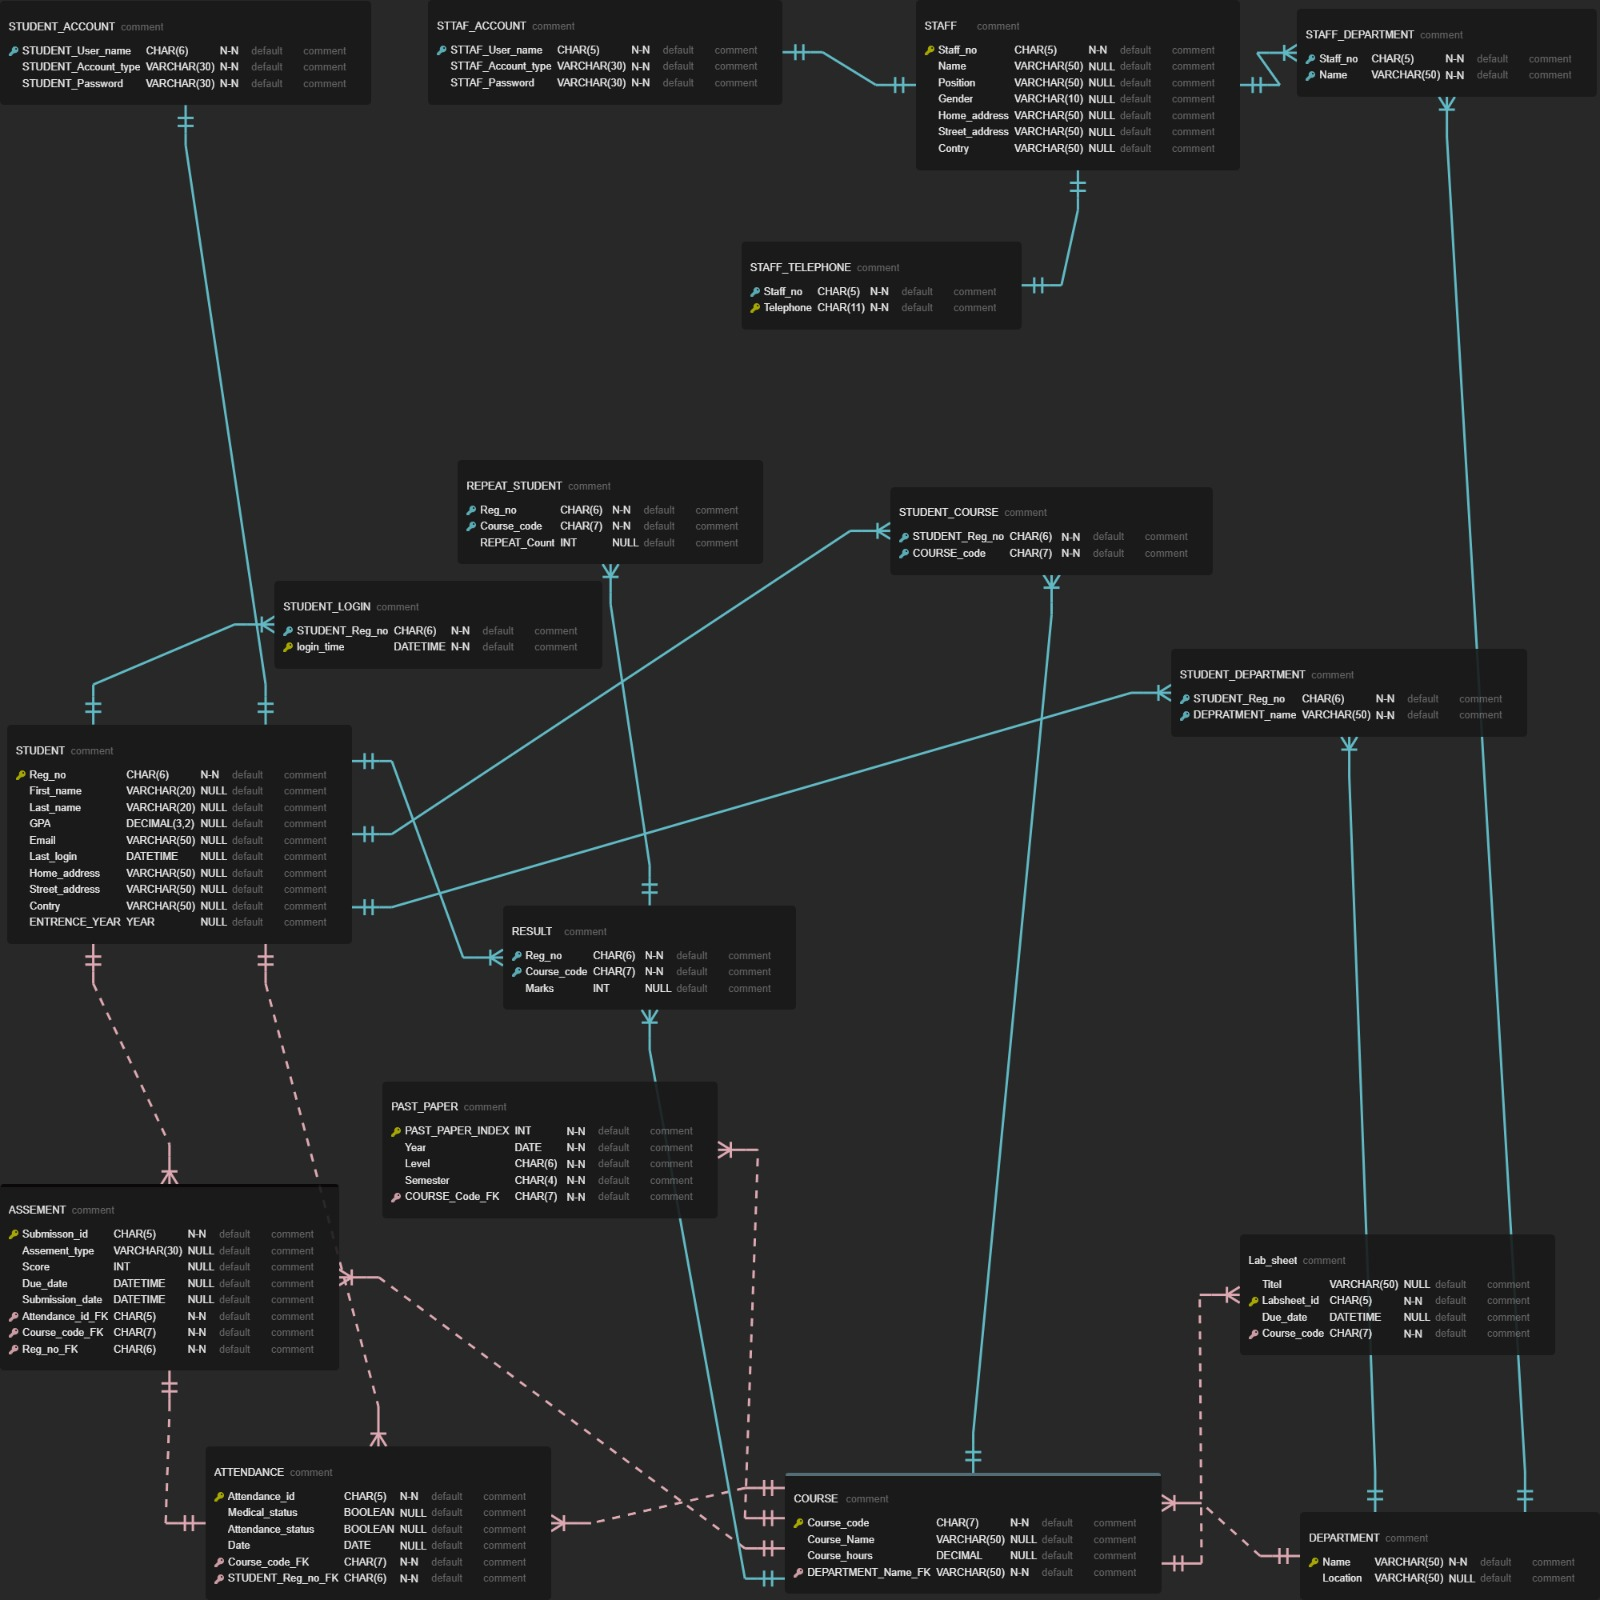 STUDENT_ACCOUNT comment
STUDENT_User_name CHAR(6) N-N default comment
STUDENT_Account_type VARCHAR(30) N-N default comment
STUDENT_Password VARCHAR(30) N-N default comment
STTAF_ACCOUNT comment
STTAF_User_name CHAR(5) N-N default comment
STTAF_Account_type VARCHAR(30) N-N default comment
STTAF_Password VARCHAR(30) N-N default comment
STAFF comment
Staff_no CHAR(5) N-N default comment
Name VARCHAR(50) NULL default comment
Position VARCHAR(50) NULL default comment
Gender VARCHAR(10) NULL default comment
Home_address VARCHAR(50) NULL default comment
Street_address VARCHAR(50) NULL default comment
Contry VARCHAR(50) NULL default comment
STAFF_DEPARTMENT comment
Staff_no CHAR(5) N-N default comment
Name VARCHAR(50) N-N default comment
STAFF_TELEPHONE comment
Staff_no CHAR(5) N-N default comment
Telephone CHAR(11) N-N default comment
REPEAT_STUDENT comment
Reg_no CHAR(6) N-N default comment
Course_code CHAR(7) N-N default comment
REPEAT_Count INT NULL default comment
STUDENT_COURSE comment
STUDENT_Reg_no CHAR(6) N-N default comment
COURSE_code CHAR(7) N-N default comment
STUDENT_LOGIN comment
STUDENT_Reg_no CHAR(6) N-N default comment
login_time DATETIME N-N default comment
STUDENT_DEPARTMENT comment
STUDENT_Reg_no CHAR(6) N-N default comment
DEPRATMENT_name VARCHAR(50) N-N default comment
STUDENT comment
Reg_no CHAR(6) N-N default comment
First_name VARCHAR(20) NULL default comment
Last_name VARCHAR(20) NULL default comment
GPA DECIMAL(3,2) NULL default comment
Email VARCHAR(50) NULL default comment
Last_login DATETIME NULL default comment
Home_address VARCHAR(50) NULL default comment
Street_address VARCHAR(50) NULL default comment
Contry VARCHAR(50) NULL default comment
ENTRENCE_YEAR YEAR NULL default comment
RESULT comment
Reg_no CHAR(6) N-N default comment
Course_code CHAR(7) N-N default comment
Marks INT NULL default comment
PAST_PAPER comment
PAST_PAPER_INDEX INT N-N default comment
Year DATE N-N default comment
Level CHAR(6) N-N default comment
Semester CHAR(4) N-N default comment
COURSE_Code_FK CHAR(7) N-N default comment
ASSEMENT comment
Submisson_id CHAR(5) N-N default comment
Assement_type VARCHAR(30) NULL default comment
Score INT NULL default comment
Due_date DATETIME NULL default comment
Submission_date DATETIME NULL default comment
Attendance_id_FK CHAR(5) N-N default comment
Course_code_FK CHAR(7) N-N default comment
Reg_no_FK CHAR(6) N-N default comment
Lab_sheet comment
Titel VARCHAR(50) NULL default comment
Labsheet_id CHAR(5) N-N default comment
Due_date DATETIME NULL default comment
Course_code CHAR(7) N-N default comment
ATTENDANCE comment
Attendance_id CHAR(5) N-N default comment
Medical_status BOOLEAN NULL default comment
Attendance_status BOOLEAN NULL default comment
Date DATE NULL default comment
Course_code_FK CHAR(7) N-N default comment
STUDENT_Reg_no_FK CHAR(6) N-N default comment
COURSE comment
Course_code CHAR(7) N-N default comment
Course_Name VARCHAR(50) NULL default comment
Course_hours DECIMAL NULL default comment
DEPARTMENT_Name_FK VARCHAR(50) N-N default comment
DEPARTMENT comment
Name VARCHAR(50) N-N default comment
Location VARCHAR(50) NULL default comment